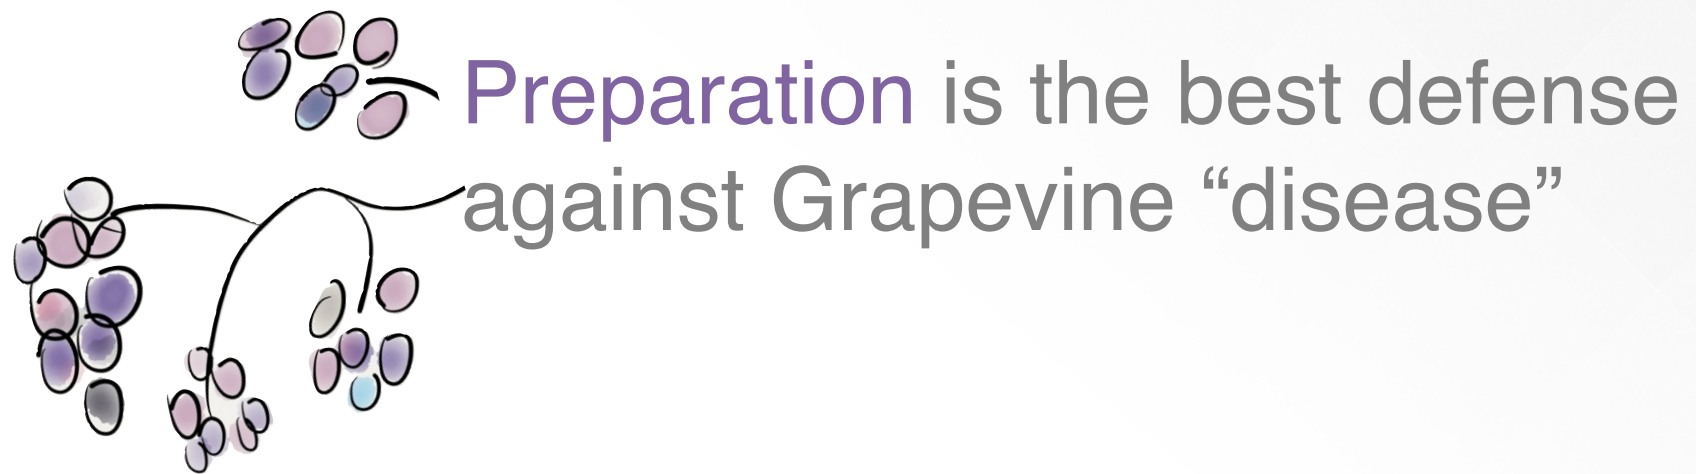 Preparation is the best defense
against Grapevine “disease”